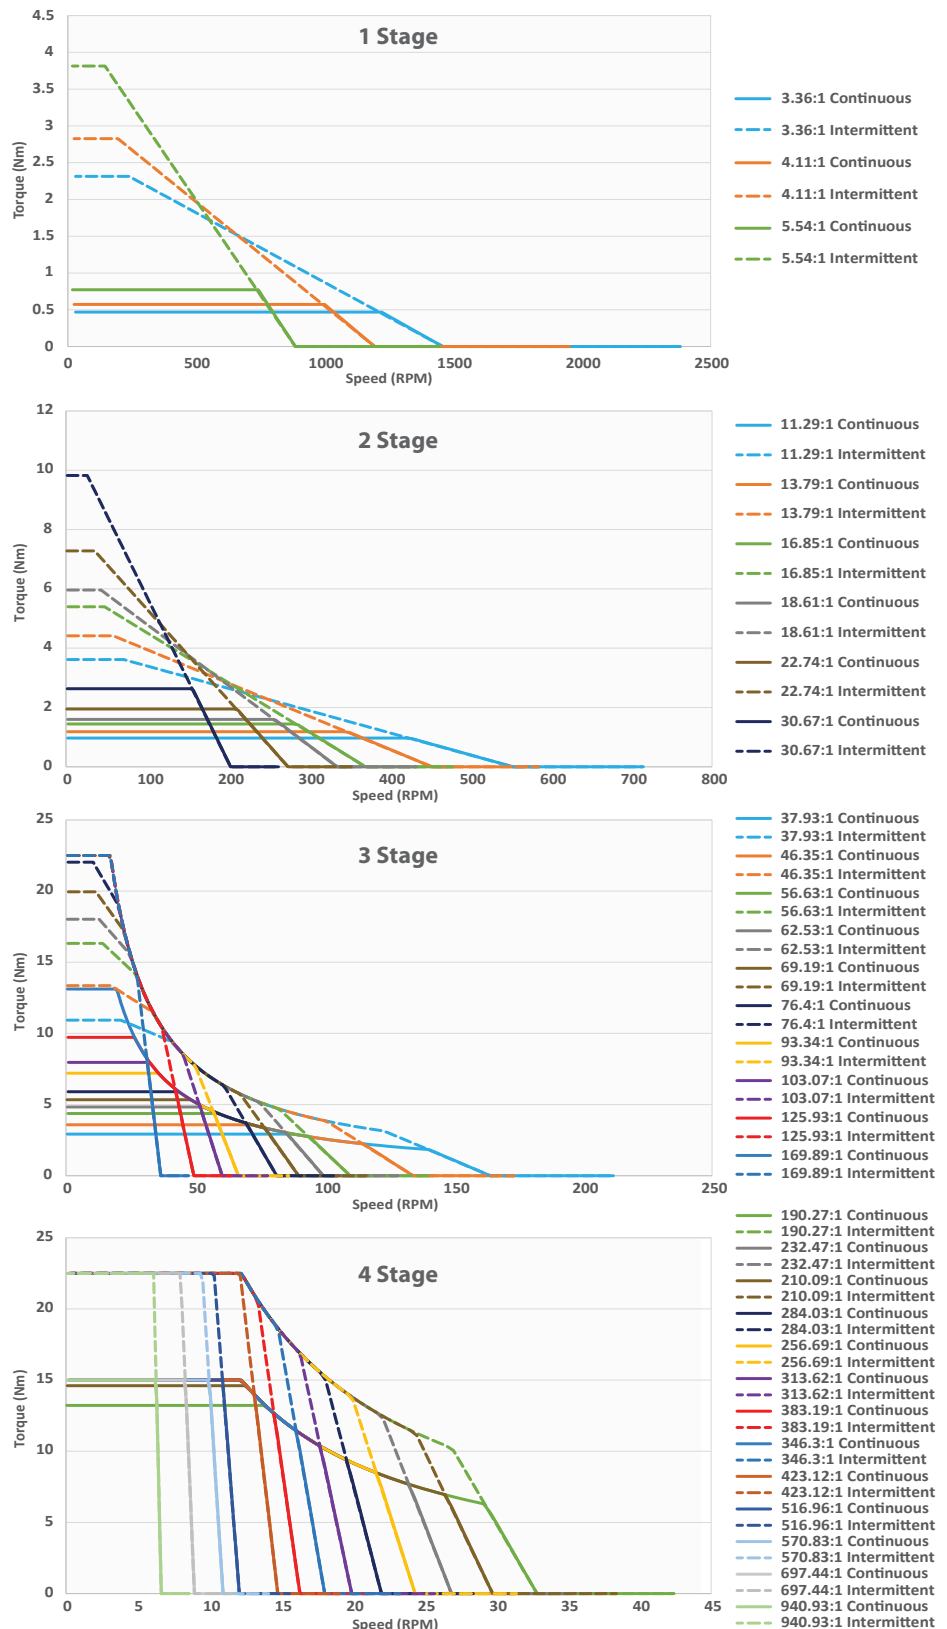 1 Stage
Torque (Nm)
4.5
4
3.5
3
2.5
2
1.5
1
0.5
0
0 500 1000 1500 2000 2500
Speed (RPM)
3.36:1 Continuous
3.36:1 Intermittent
4.11:1 Continuous
4.11:1 Intermittent
5.54:1 Continuous
5.54:1 Intermittent
2 Stage
Torque (Nm)
12
10
8
6
4
2
0
0 100 200 300 400 500 600 700 800
Speed (RPM)
11.29:1 Continuous
11.29:1 Intermittent
13.79:1 Continuous
13.79:1 Intermittent
16.85:1 Continuous
16.85:1 Intermittent
18.61:1 Continuous
18.61:1 Intermittent
22.74:1 Continuous
22.74:1 Intermittent
30.67:1 Continuous
30.67:1 Intermittent
3 Stage
Torque (Nm)
25
20
15
10
5
0
0 50 100 150 200 250
Speed (RPM)
37.93:1 Continuous
37.93:1 Intermittent
46.35:1 Continuous
46.35:1 Intermittent
56.63:1 Continuous
56.63:1 Intermittent
62.53:1 Continuous
62.53:1 Intermittent
69.19:1 Continuous
69.19:1 Intermittent
76.4:1 Continuous
76.4:1 Intermittent
93.34:1 Continuous
93.34:1 Intermittent
103.07:1 Continuous
103.07:1 Intermittent
125.93:1 Continuous
125.93:1 Intermittent
169.89:1 Continuous
169.89:1 Intermittent
4 Stage
Torque (Nm)
25
20
15
10
5
0
0 5 10 15 20 25 30 35 40 45
Speed (RPM)
190.27:1 Continuous
190.27:1 Intermittent
232.47:1 Continuous
232.47:1 Intermittent
210.09:1 Continuous
210.09:1 Intermittent
284.03:1 Continuous
284.03:1 Intermittent
256.69:1 Continuous
256.69:1 Intermittent
313.62:1 Continuous
313.62:1 Intermittent
383.19:1 Continuous
383.19:1 Intermittent
346.3:1 Continuous
346.3:1 Intermittent
423.12:1 Continuous
423.12:1 Intermittent
516.96:1 Continuous
516.96:1 Intermittent
570.83:1 Continuous
570.83:1 Intermittent
697.44:1 Continuous
697.44:1 Intermittent
940.93:1 Continuous
940.93:1 Intermittent